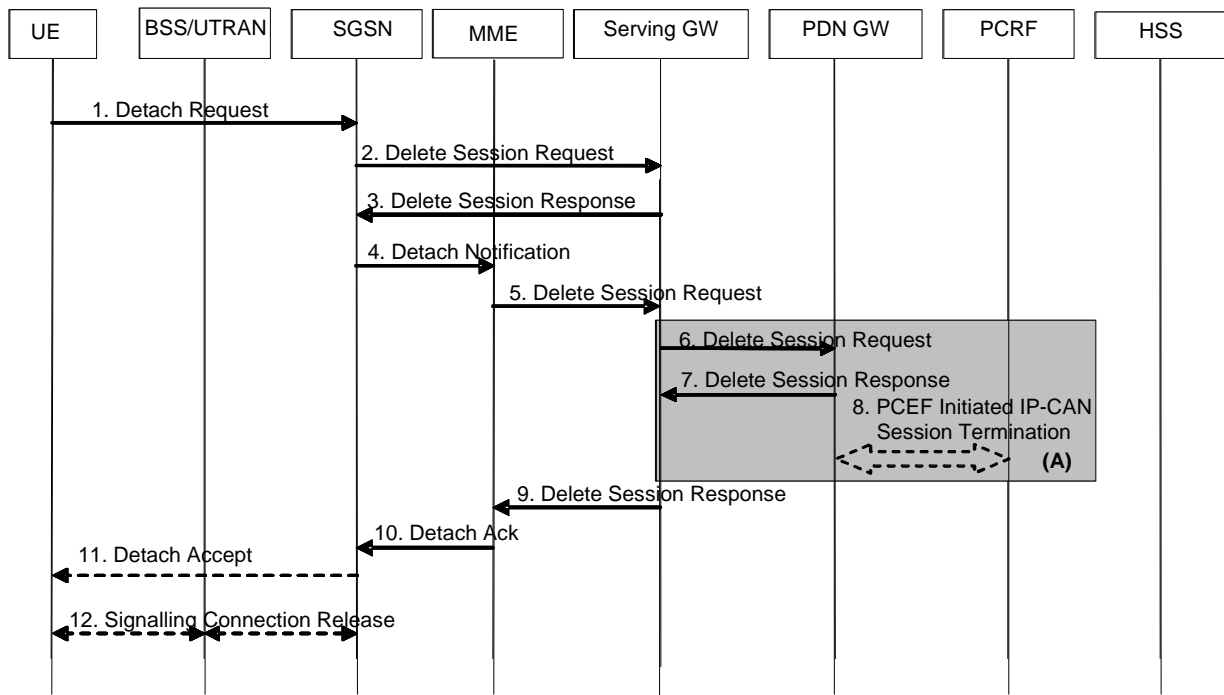 UE
BSS/UTRAN
SGSN
MME
Serving GW
PDN GW
PCRF
HSS
1. Detach Request
2. Delete Session Request
3. Delete Session Response
4. Detach Notification
5. Delete Session Request
6. Delete Session Request
7. Delete Session Response
8. PCEF Initiated IP-CAN
Session Termination
(A)
9. Delete Session Response
10. Detach Ack
11. Detach Accept
12. Signalling Connection Release